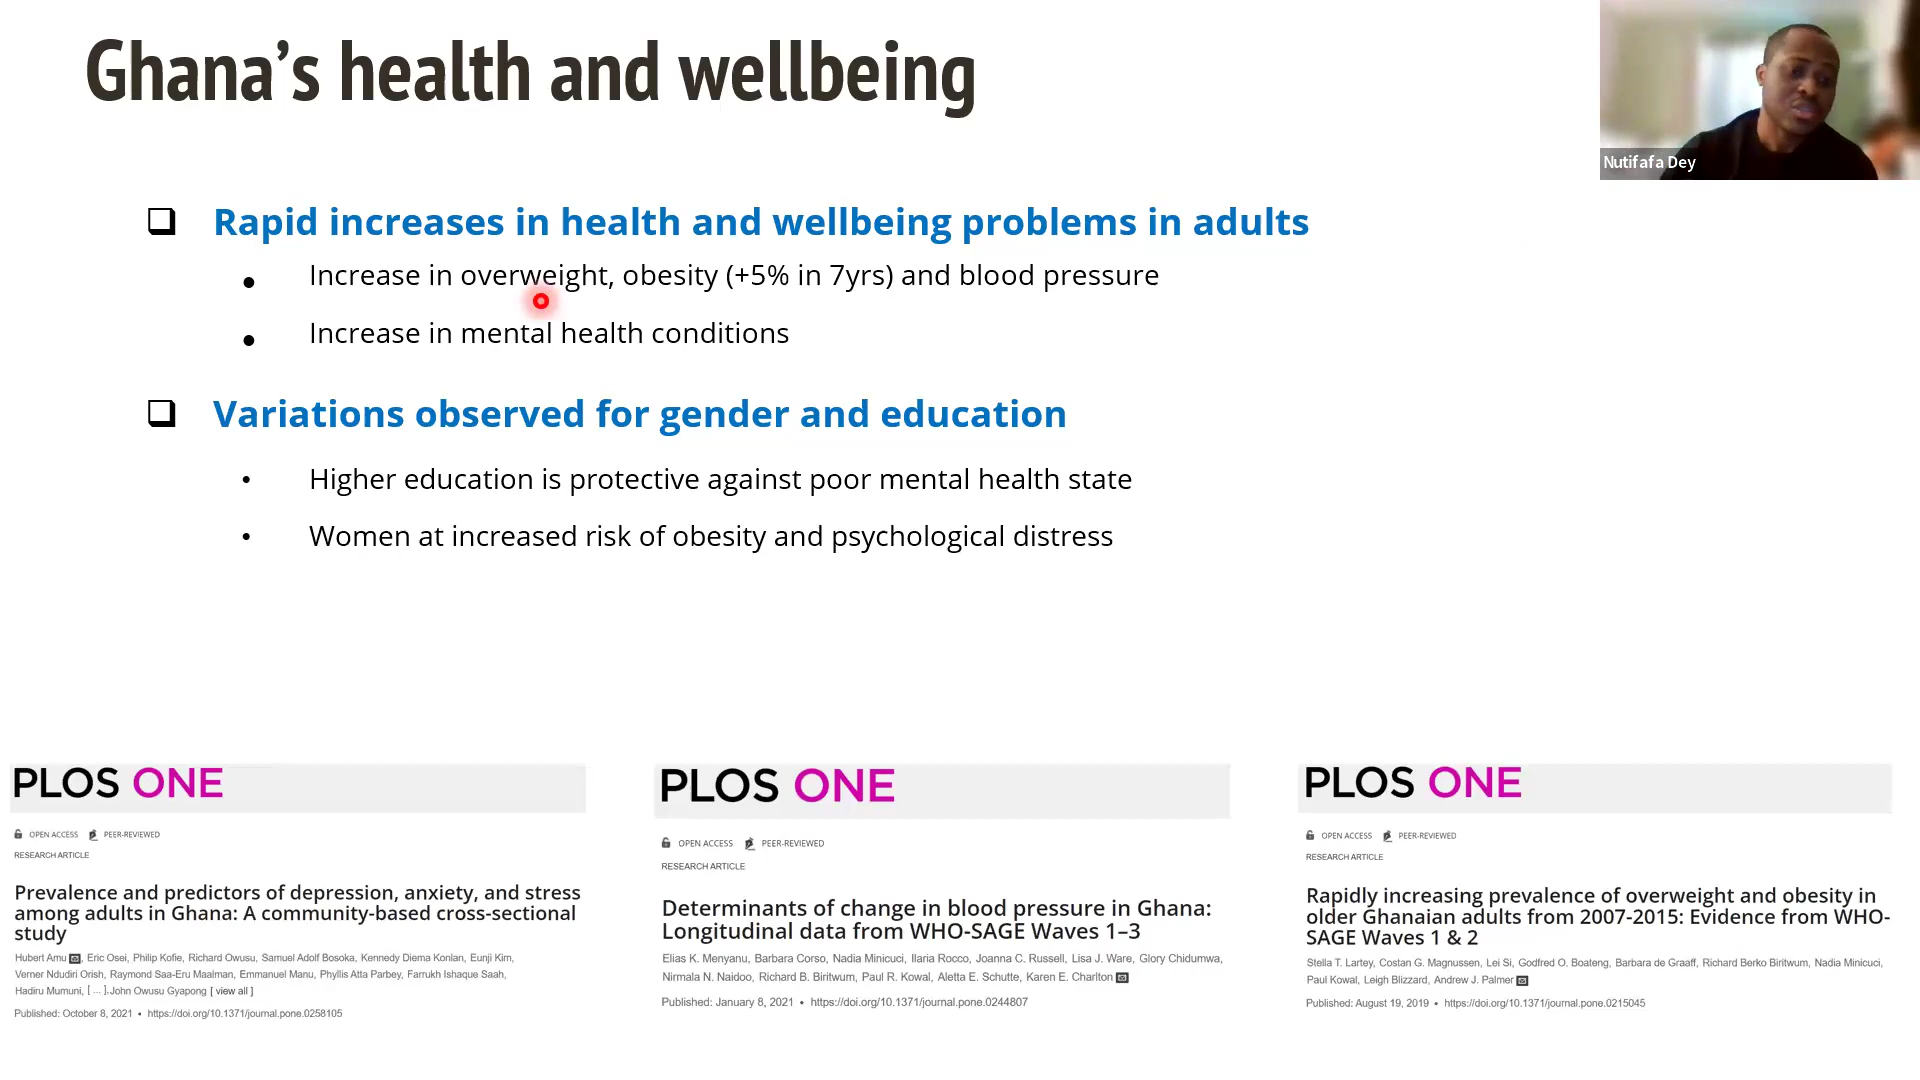 Ghana’s health and wellbeing
Nutifafa Dey
Rapid increases in health and wellbeing problems in adults
Increase in overweight, obesity (+5% in 7yrs) and blood pressure
Increase in mental health conditions
Variations observed for gender and education
Higher education is protective against poor mental health state
Women at increased risk of obesity and psychological distress
PLOS ONE
OPEN ACCESS PEER-REVIEWED
RESEARCH ARTICLE
Prevalence and predictors of depression, anxiety, and stress
among adults in Ghana: A community-based cross-sectional
study
Hubert Amu, Eric Osei, Philip Kofie, Richard Owusu, Samuel Adolf Bosoka, Kennedy Diema Konlan, Eunji Kim,
Verner Ndudiri Orish, Raymond Saa-Eru Maalman, Emmanuel Manu, Phyllis Atta Parbey, Farrukh Ishaque Saah,
Hadiru Mumuni, [ ... ], John Owusu Gyapong [ view all ]
Published: October 8, 2021 • https://doi.org/10.1371/journal.pone.0258105
PLOS ONE
OPEN ACCESS PEER-REVIEWED
RESEARCH ARTICLE
Determinants of change in blood pressure in Ghana:
Longitudinal data from WHO-SAGE Waves 1–3
Elias K. Menyanu, Barbara Corso, Nadia Minicuci, Ilaria Rocco, Joanna C. Russell, Lisa J. Ware, Glory Chidumwa,
Nirmala N. Naidoo, Richard B. Biritwum, Paul R. Kowal, Aletta E. Schutte, Karen E. Charlton
Published: January 8, 2021 • https://doi.org/10.1371/journal.pone.0244807
PLOS ONE
OPEN ACCESS PEER-REVIEWED
RESEARCH ARTICLE
Rapidly increasing prevalence of overweight and obesity in
older Ghanaian adults from 2007-2015: Evidence from WHO-
SAGE Waves 1 & 2
Stella T. Lartey, Costan G. Magnussen, Lei Si, Godfred O. Boateng, Barbara de Graaff, Richard Berko Biritwum, Nadia Minicuci,
Paul Kowal, Leigh Blizzard, Andrew J. Palmer
Published: August 19, 2019 • https://doi.org/10.1371/journal.pone.0215045